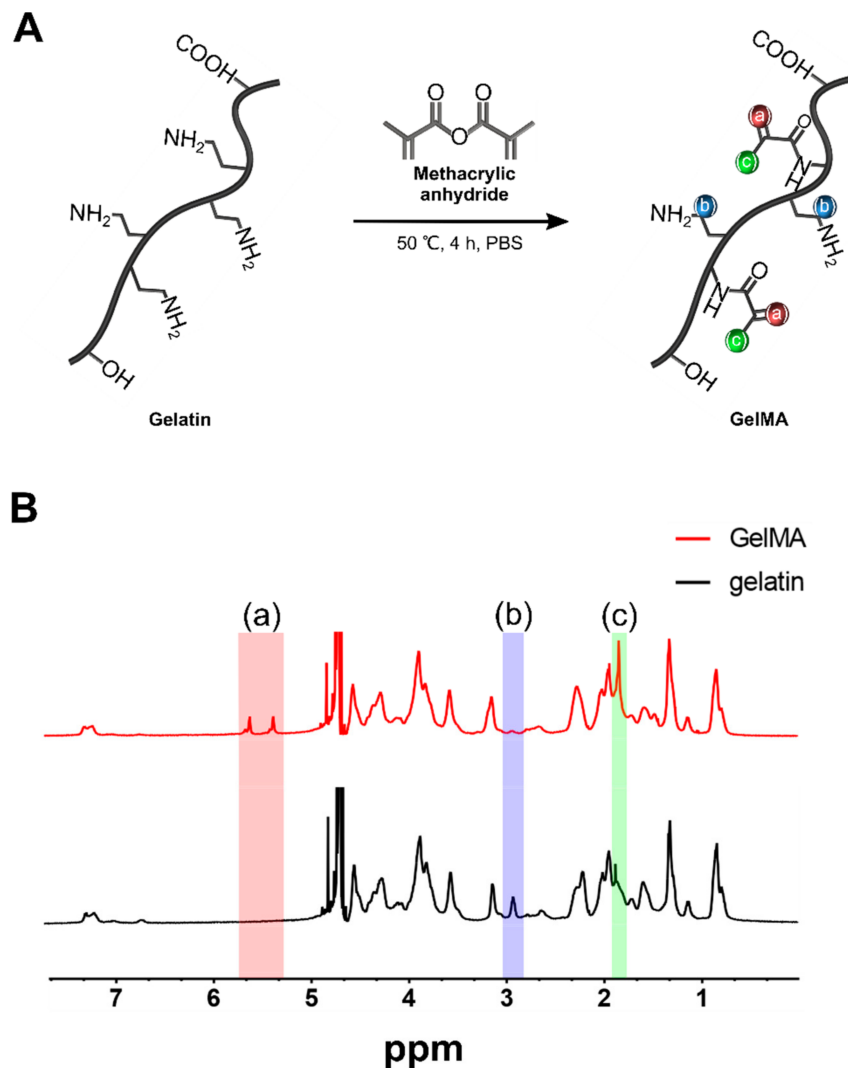 A
COOH
NH2
NH2
NH2
NH2
OH
Gelatin
O O
O
Methacrylic
anhydride
50 ℃, 4 h, PBS
COOH
a
O
c
N
H
NH2
b
b
NH2
O
N
H
a
c
OH
GelMA
B
GelMA
gelatin
(a) (b) (c)
7 6 5 4 3 2 1
ppm